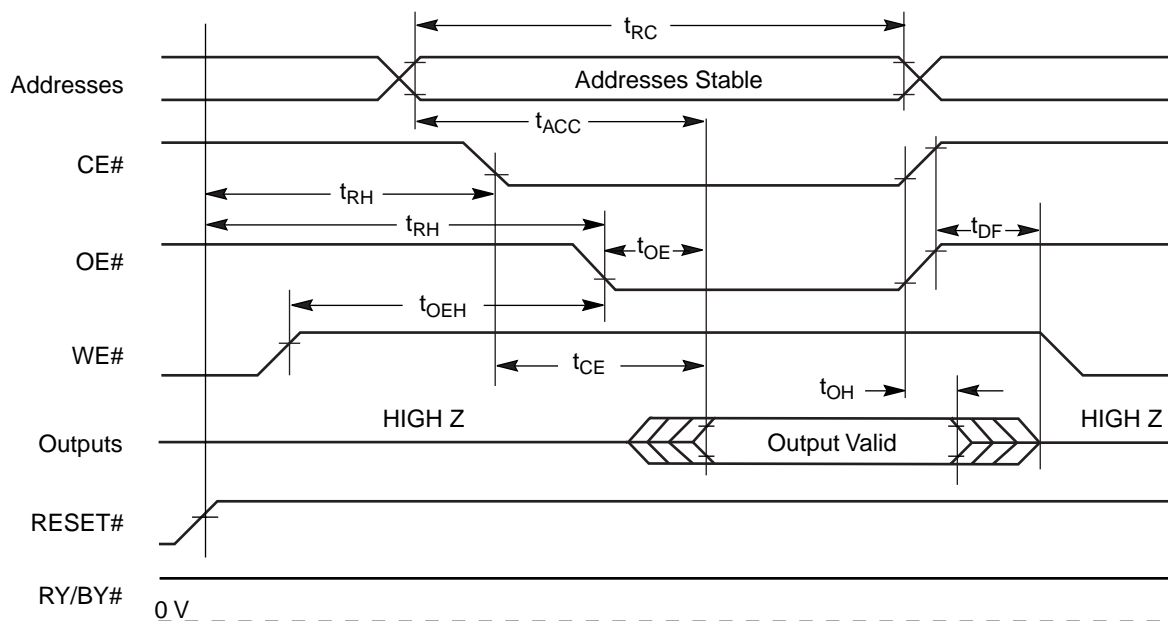 tRC
Addresses
Addresses Stable
tACC
CE#
tRH
tRH
tOE
tDF
OE#
tOEH
WE#
tCE
tOH
HIGH Z
HIGH Z
Outputs
Output Valid
RESET#
RY/BY#
0 V